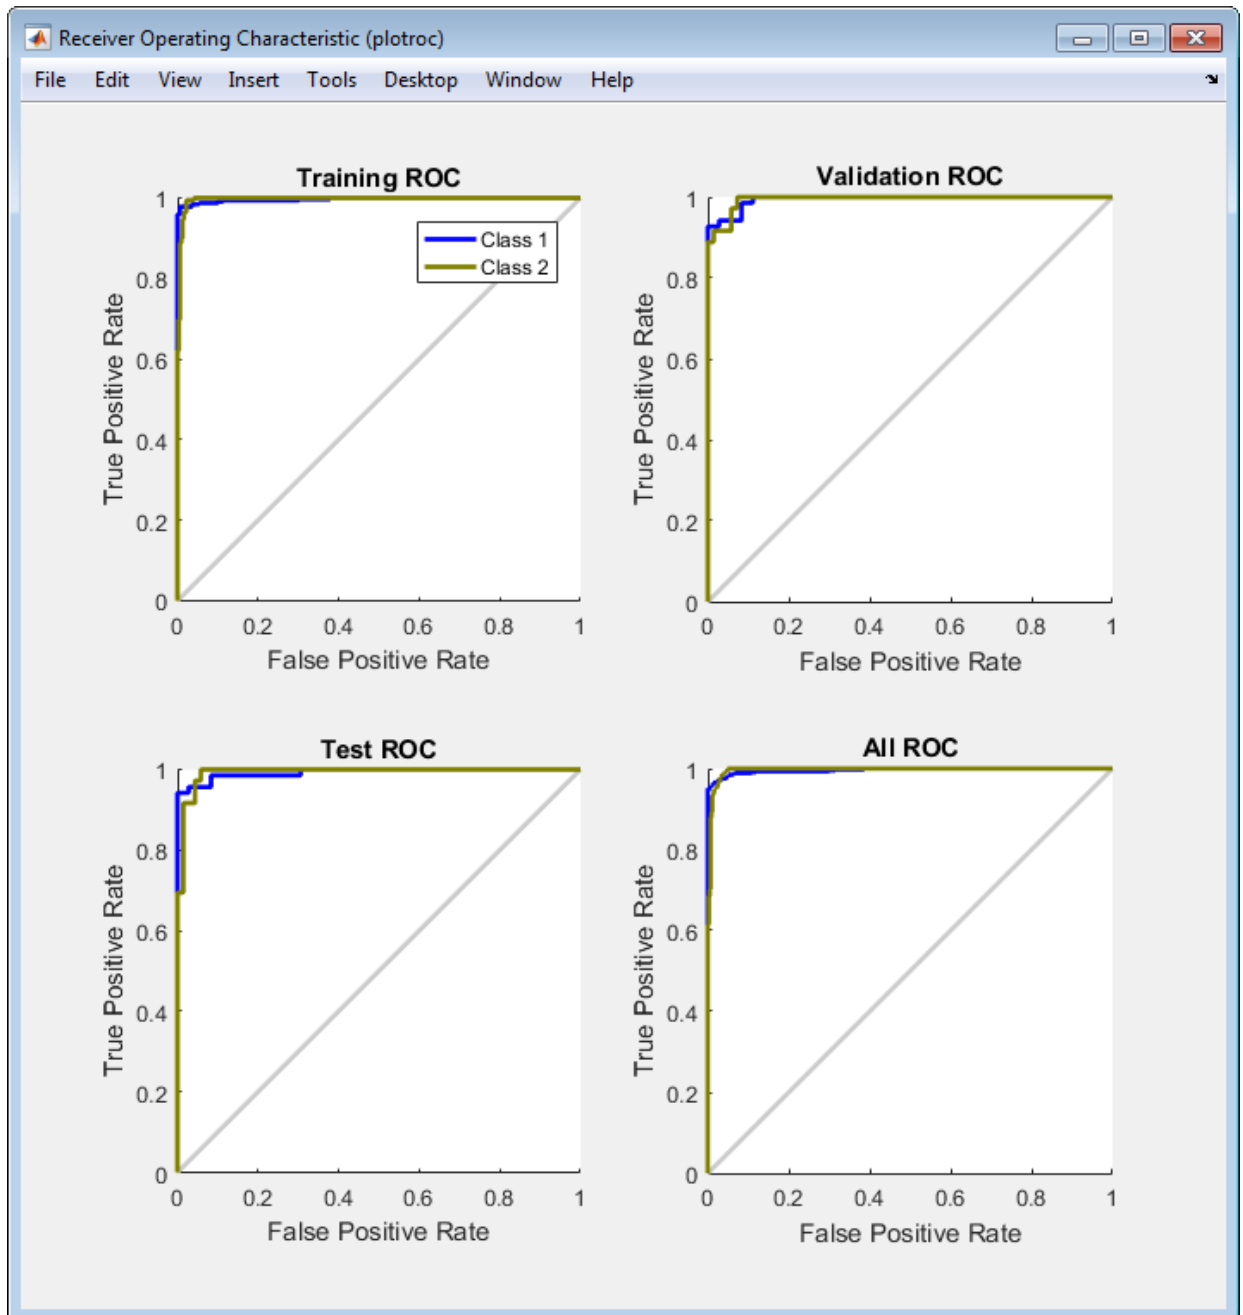 Receiver Operating Characteristic (plotroc)
File Edit View Insert Tools Desktop Window Help
Training ROC
1
0.8
0.6
0.4
0.2
0
True Positive Rate
Class 1
Class 2
0 0.2 0.4 0.6 0.8 1
False Positive Rate
Validation ROC
1
0.8
0.6
0.4
0.2
0
True Positive Rate
0 0.2 0.4 0.6 0.8 1
False Positive Rate
Test ROC
1
0.8
0.6
0.4
0.2
0
True Positive Rate
0 0.2 0.4 0.6 0.8 1
False Positive Rate
All ROC
1
0.8
0.6
0.4
0.2
0
True Positive Rate
0 0.2 0.4 0.6 0.8 1
False Positive Rate